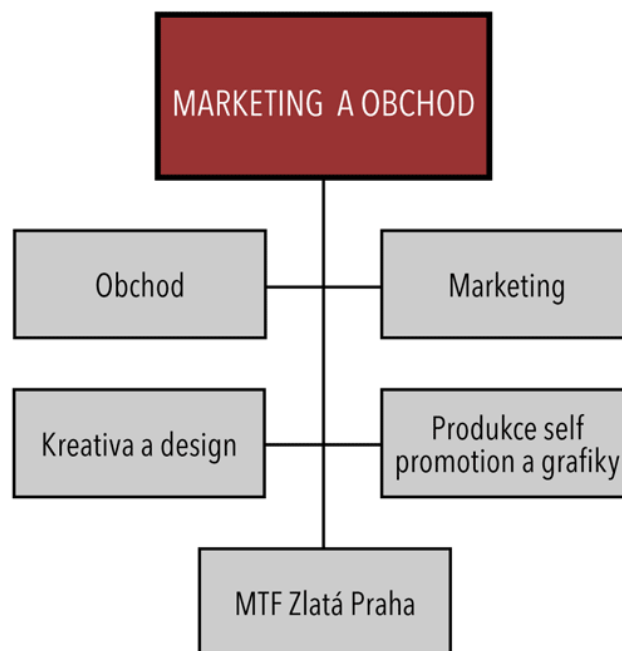 MARKETING A OBCHOD
Obchod
Marketing
Kreativa a design
Produkce self
promotion a grafiky
MTF Zlatá Praha